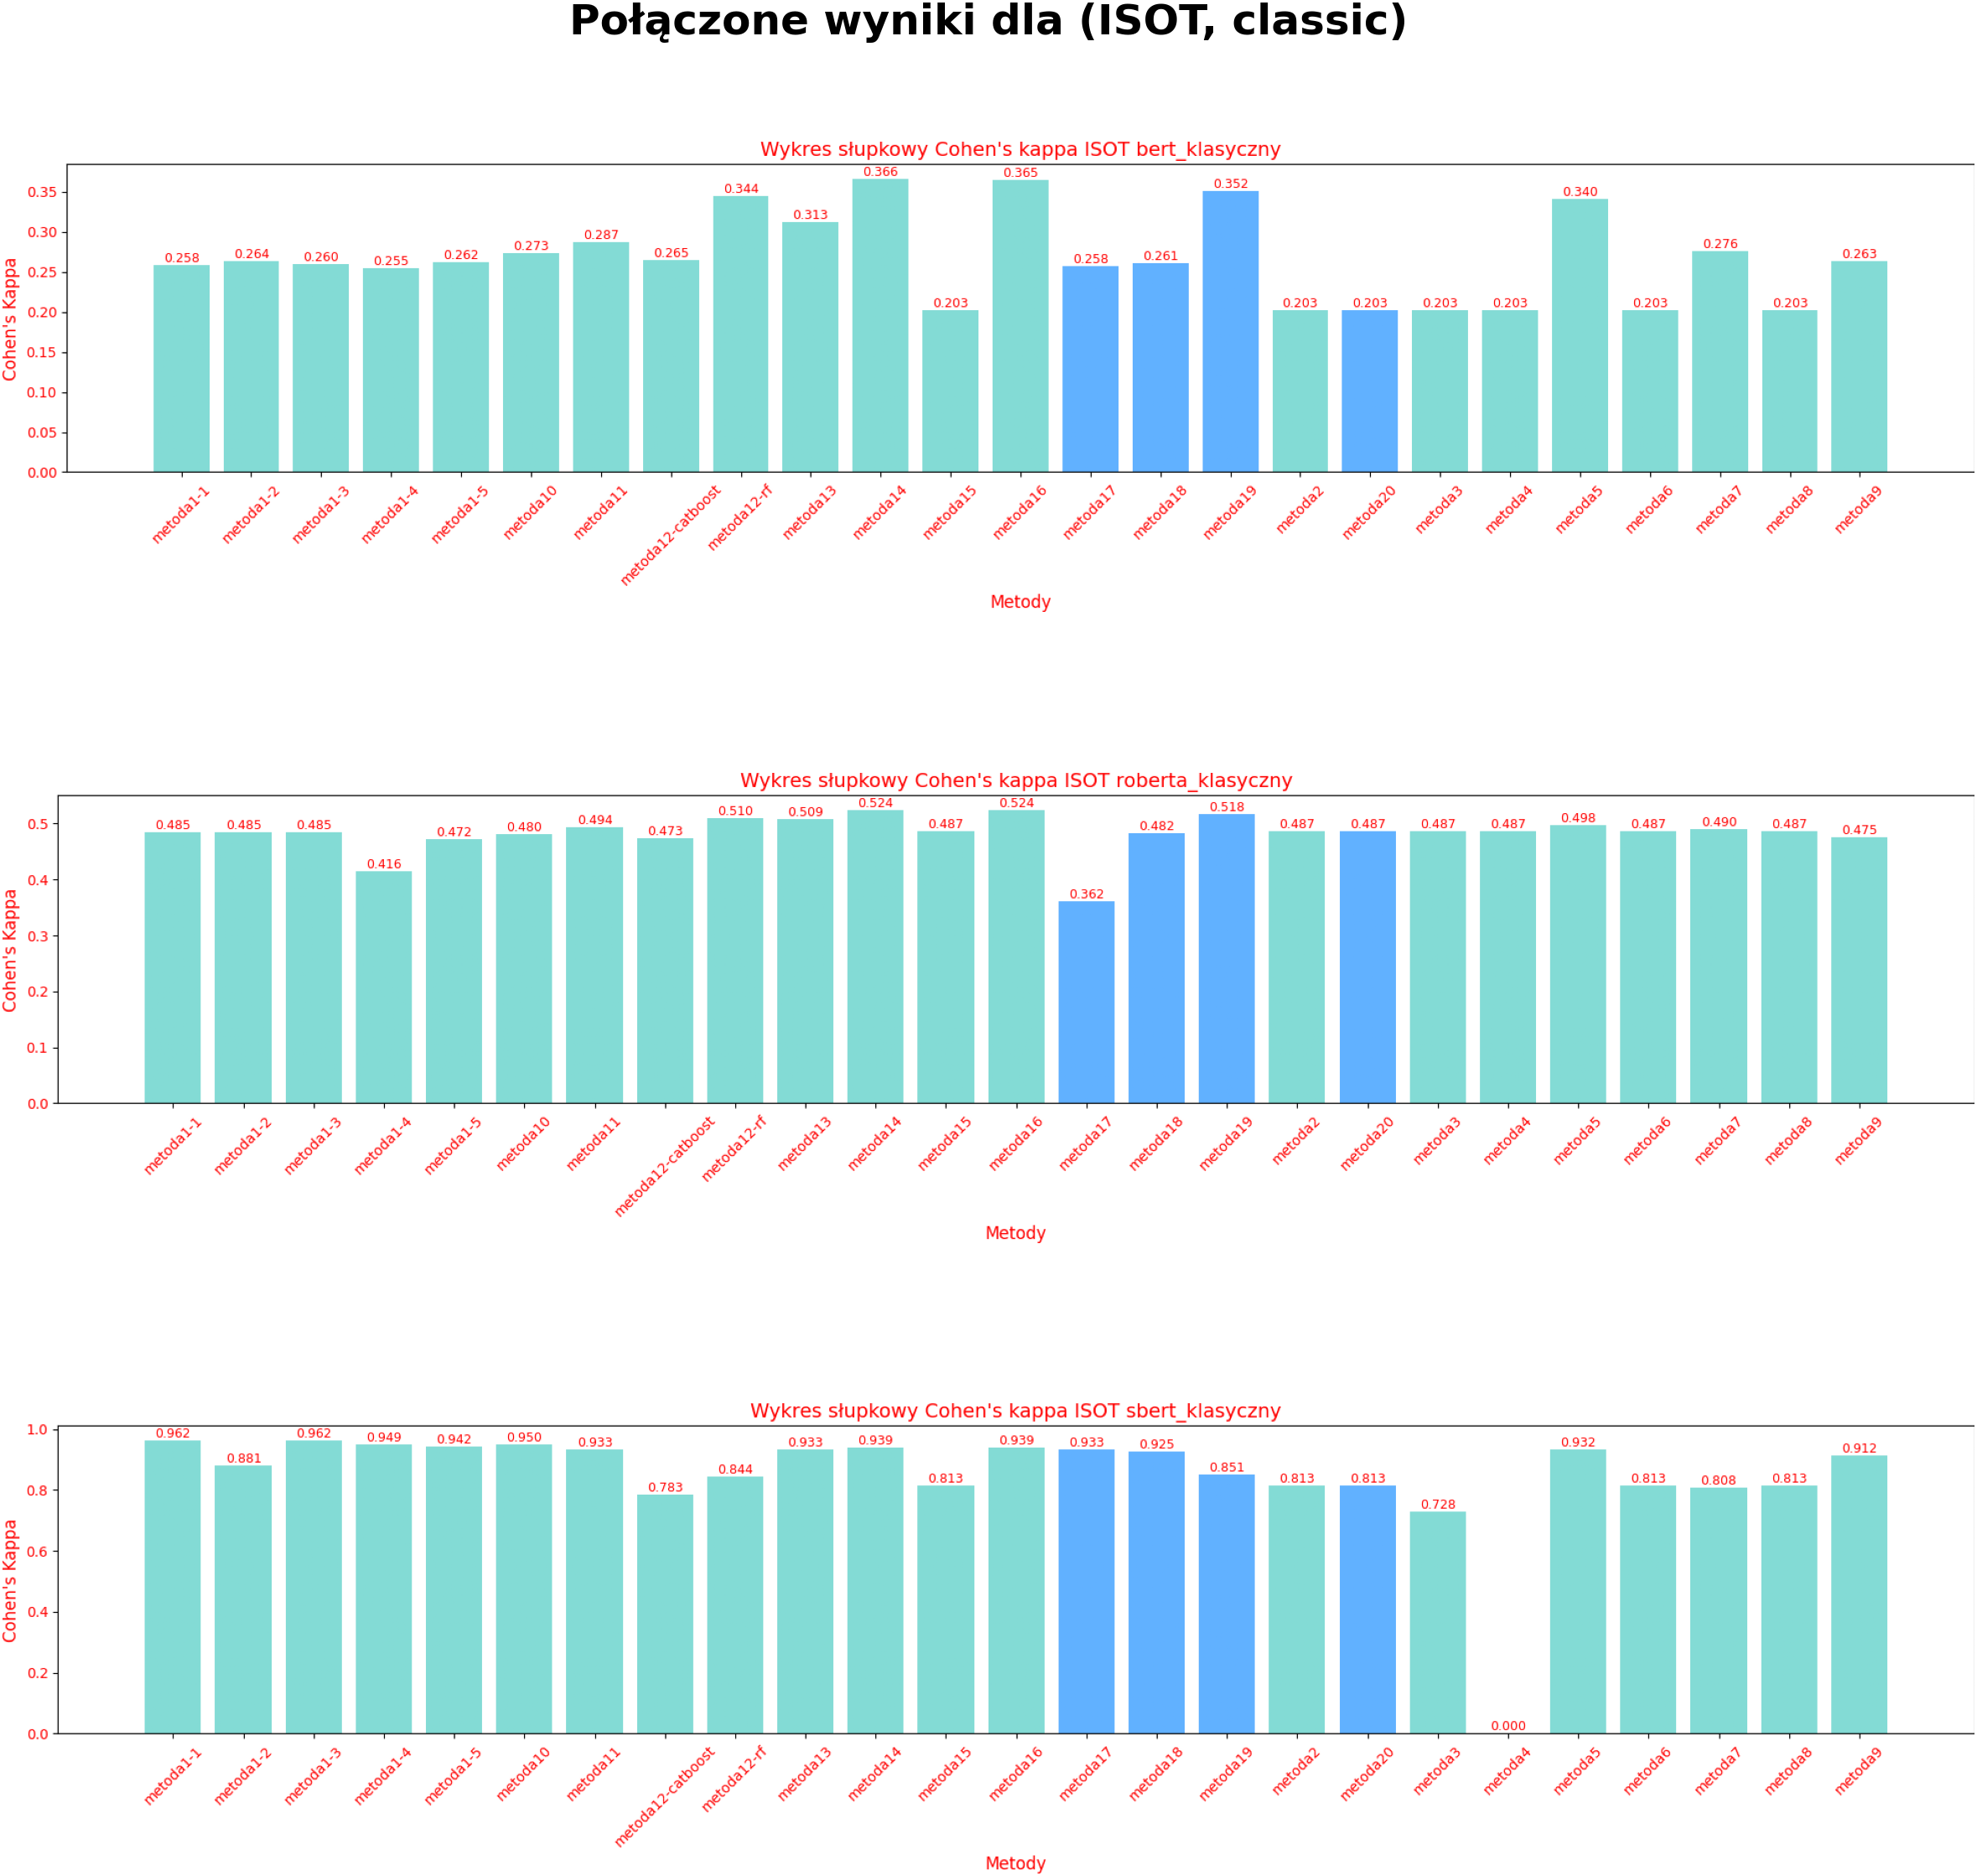 Połączone wyniki dla (ISOT, classic)
Wykres słupkowy Cohen's kappa ISOT bert_klasyczny
Cohen's Kappa
0.35
0.30
0.25
0.20
0.15
0.10
0.05
0.00
0.258 0.264 0.260 0.255 0.262 0.273 0.287 0.265 0.344 0.313 0.366 0.203 0.365 0.258 0.261 0.352 0.203 0.203 0.203 0.203 0.340 0.203 0.276 0.203 0.263
metoda1-1 metoda1-2 metoda1-3 metoda1-4 metoda1-5 metoda10 metoda11 metoda12-catboost metoda12-rf metoda13 metoda14 metoda15 metoda16 metoda17 metoda18 metoda19 metoda2 metoda20 metoda3 metoda4 metoda5 metoda6 metoda7 metoda8 metoda9
Metody
Wykres słupkowy Cohen's kappa ISOT roberta_klasyczny
Cohen's Kappa
0.5
0.4
0.3
0.2
0.1
0.0
0.485 0.485 0.485 0.416 0.472 0.480 0.494 0.473 0.510 0.509 0.524 0.487 0.524 0.362 0.482 0.518 0.487 0.487 0.487 0.487 0.498 0.487 0.490 0.487 0.475
metoda1-1 metoda1-2 metoda1-3 metoda1-4 metoda1-5 metoda10 metoda11 metoda12-catboost metoda12-rf metoda13 metoda14 metoda15 metoda16 metoda17 metoda18 metoda19 metoda2 metoda20 metoda3 metoda4 metoda5 metoda6 metoda7 metoda8 metoda9
Metody
Wykres słupkowy Cohen's kappa ISOT sbert_klasyczny
Cohen's Kappa
1.0
0.8
0.6
0.4
0.2
0.0
0.962 0.881 0.962 0.949 0.942 0.950 0.933 0.783 0.844 0.933 0.939 0.813 0.939 0.933 0.925 0.851 0.813 0.813 0.728 0.000 0.932 0.813 0.808 0.813 0.912
metoda1-1 metoda1-2 metoda1-3 metoda1-4 metoda1-5 metoda10 metoda11 metoda12-catboost metoda12-rf metoda13 metoda14 metoda15 metoda16 metoda17 metoda18 metoda19 metoda2 metoda20 metoda3 metoda4 metoda5 metoda6 metoda7 metoda8 metoda9
Metody